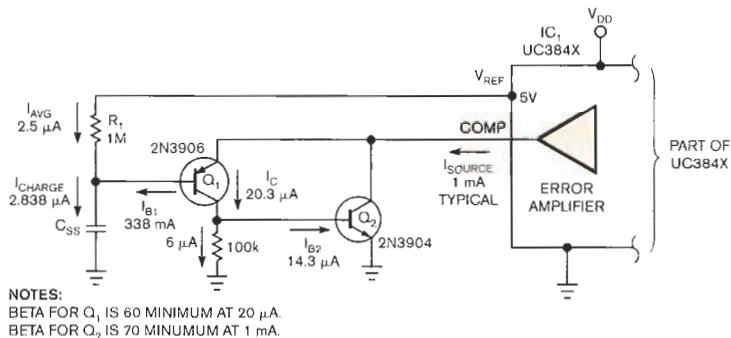 V_DD
IC₁
UC384X
V_REF
5V
I_AVG
2.5 μA
R₁
1M
COMP
PART OF
UC384X
2N3906
I_SOURCE
1 mA
TYPICAL
ERROR
AMPLIFIER
I_CHARGE
2.838 μA
Q₁
I_C
20.3 μA
C_SS
I_B1
338 mA
Q₂
6 μA
100k
I_B2
14.3 μA
2N3904
NOTES:
BETA FOR Q₁ IS 60 MINIMUM AT 20 μA.
BETA FOR Q₂ IS 70 MINUMUM AT 1 mA.